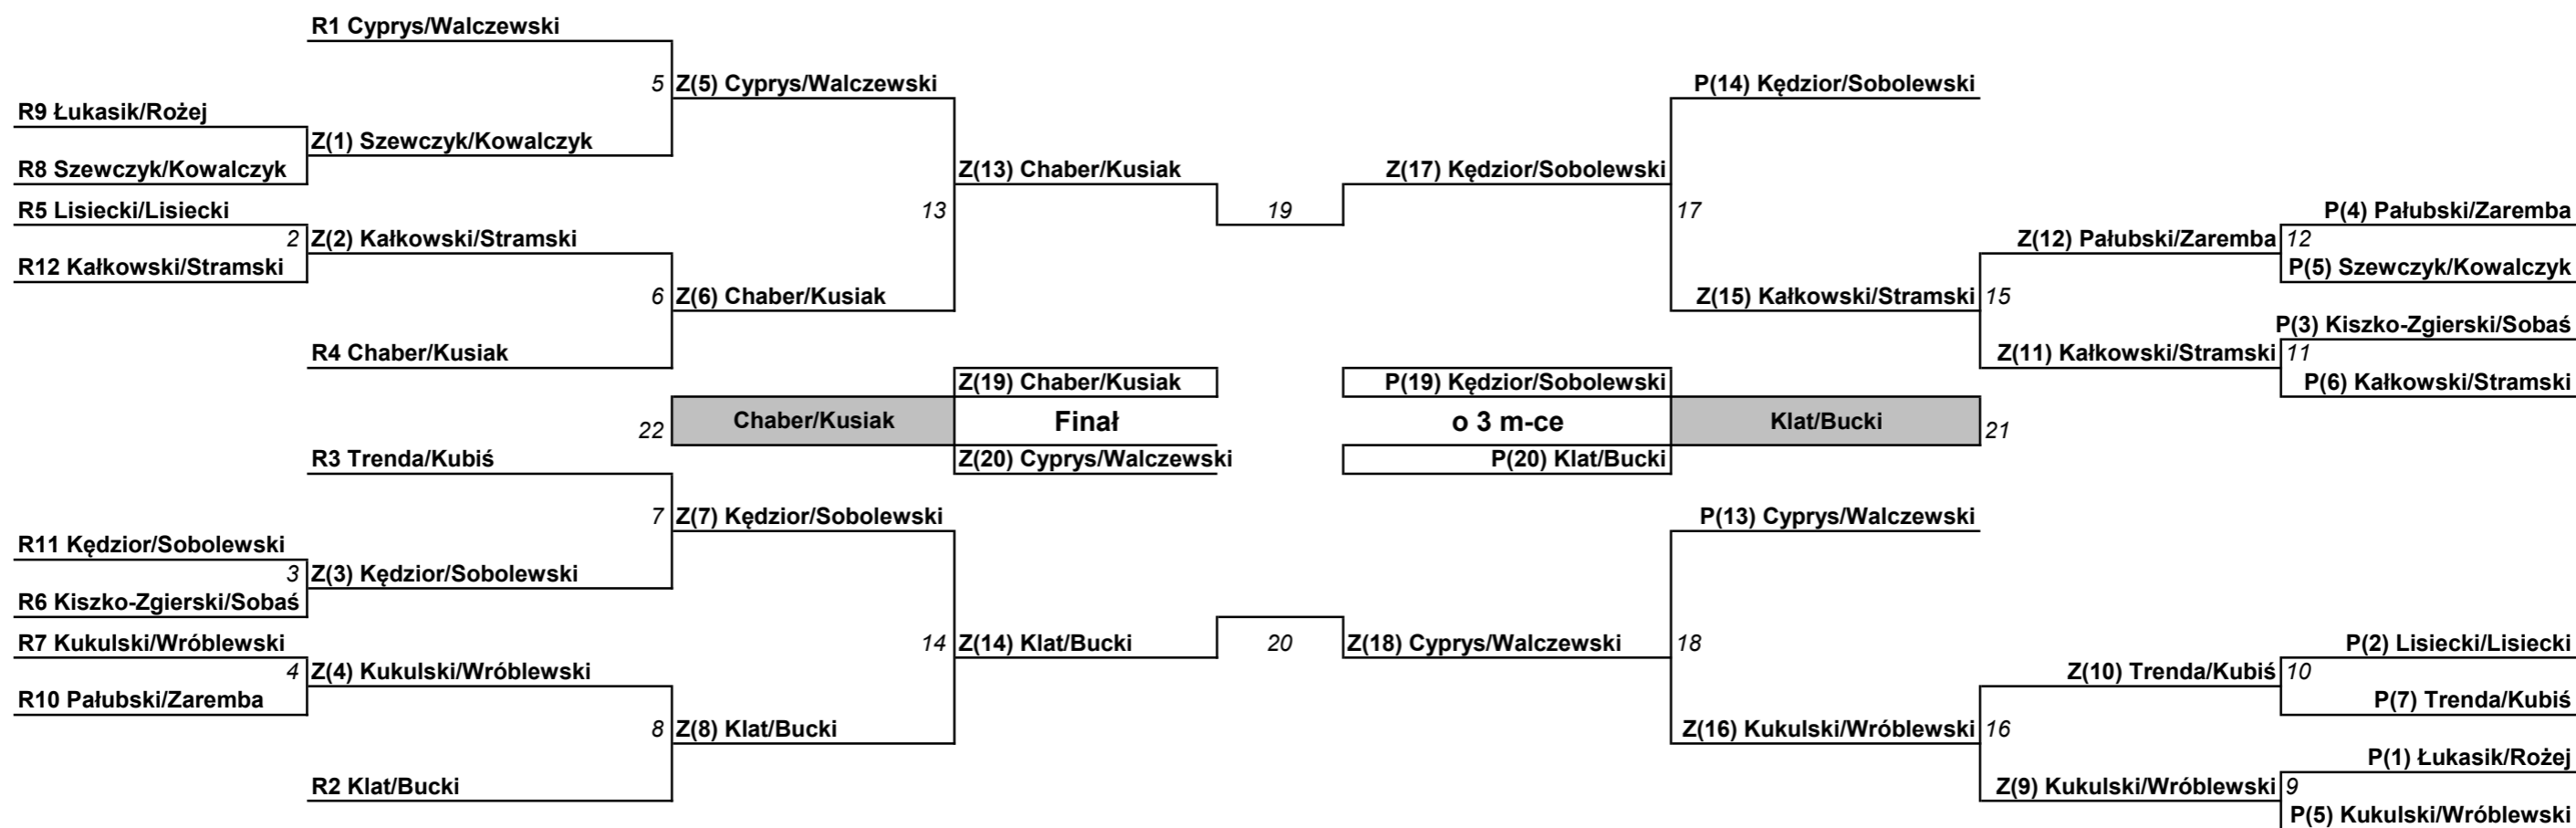 R1 Cyprys/Walczewski
5 Z(5) Cyprys/Walczewski
P(14) Kędzior/Sobolewski
R9 Łukasik/Rożej
Z(1) Szewczyk/Kowalczyk
R8 Szewczyk/Kowalczyk
Z(13) Chaber/Kusiak
Z(17) Kędzior/Sobolewski
R5 Lisiecki/Lisiecki
13
19
17
P(4) Pałubski/Zaremba
2 Z(2) Kałkowski/Stramski
Z(12) Pałubski/Zaremba 12
R12 Kałkowski/Stramski
P(5) Szewczyk/Kowalczyk
6 Z(6) Chaber/Kusiak
Z(15) Kałkowski/Stramski 15
P(3) Kiszko-Zgierski/Sobaś
R4 Chaber/Kusiak
Z(11) Kałkowski/Stramski 11
Z(19) Chaber/Kusiak
P(19) Kędzior/Sobolewski
P(6) Kałkowski/Stramski
22 Chaber/Kusiak
Finał
o 3 m-ce
Klat/Bucki 21
R3 Trenda/Kubiś
Z(20) Cyprys/Walczewski
P(20) Klat/Bucki
7 Z(7) Kędzior/Sobolewski
P(13) Cyprys/Walczewski
R11 Kędzior/Sobolewski
3 Z(3) Kędzior/Sobolewski
R6 Kiszko-Zgierski/Sobaś
R7 Kukulski/Wróblewski
14 Z(14) Klat/Bucki
20
Z(18) Cyprys/Walczewski 18
P(2) Lisiecki/Lisiecki
4 Z(4) Kukulski/Wróblewski
Z(10) Trenda/Kubiś 10
R10 Pałubski/Zaremba
P(7) Trenda/Kubiś
8 Z(8) Klat/Bucki
Z(16) Kukulski/Wróblewski 16
P(1) Łukasik/Rożej
R2 Klat/Bucki
Z(9) Kukulski/Wróblewski 9
P(5) Kukulski/Wróblewski